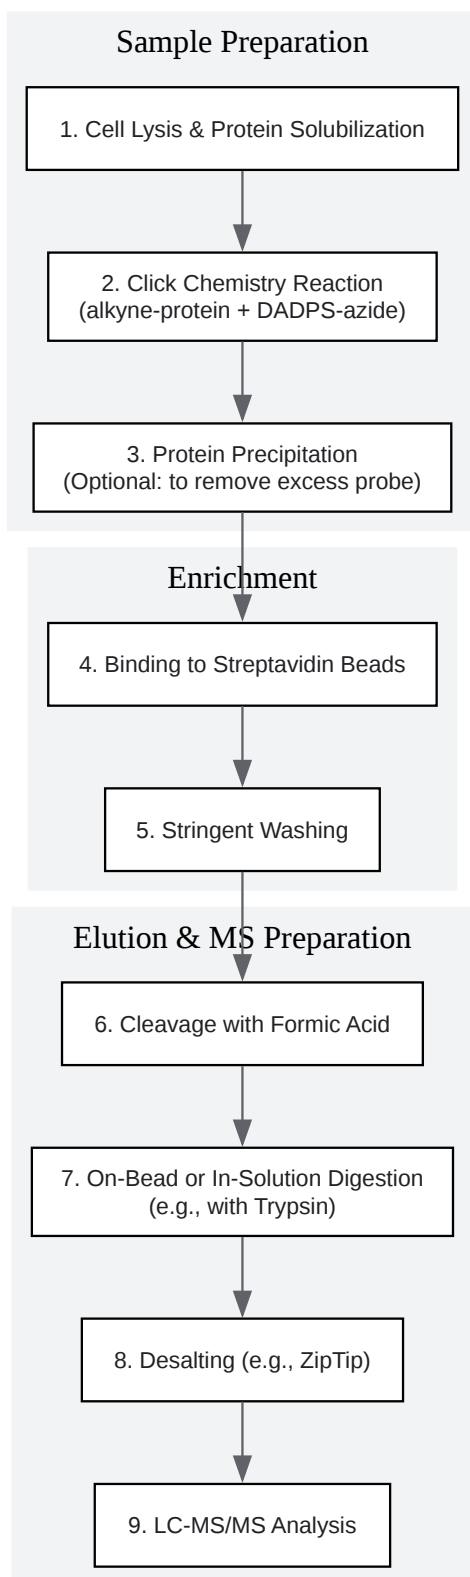 Sample Preparation
1. Cell Lysis & Protein Solubilization
2. Click Chemistry Reaction
(alkyne-protein + DADPS-azide)
3. Protein Precipitation
(Optional: to remove excess probe)
Enrichment
4. Binding to Streptavidin Beads
5. Stringent Washing
Elution & MS Preparation
6. Cleavage with Formic Acid
7. On-Bead or In-Solution Digestion
(e.g., with Trypsin)
8. Desalting (e.g., ZipTip)
9. LC-MS/MS Analysis